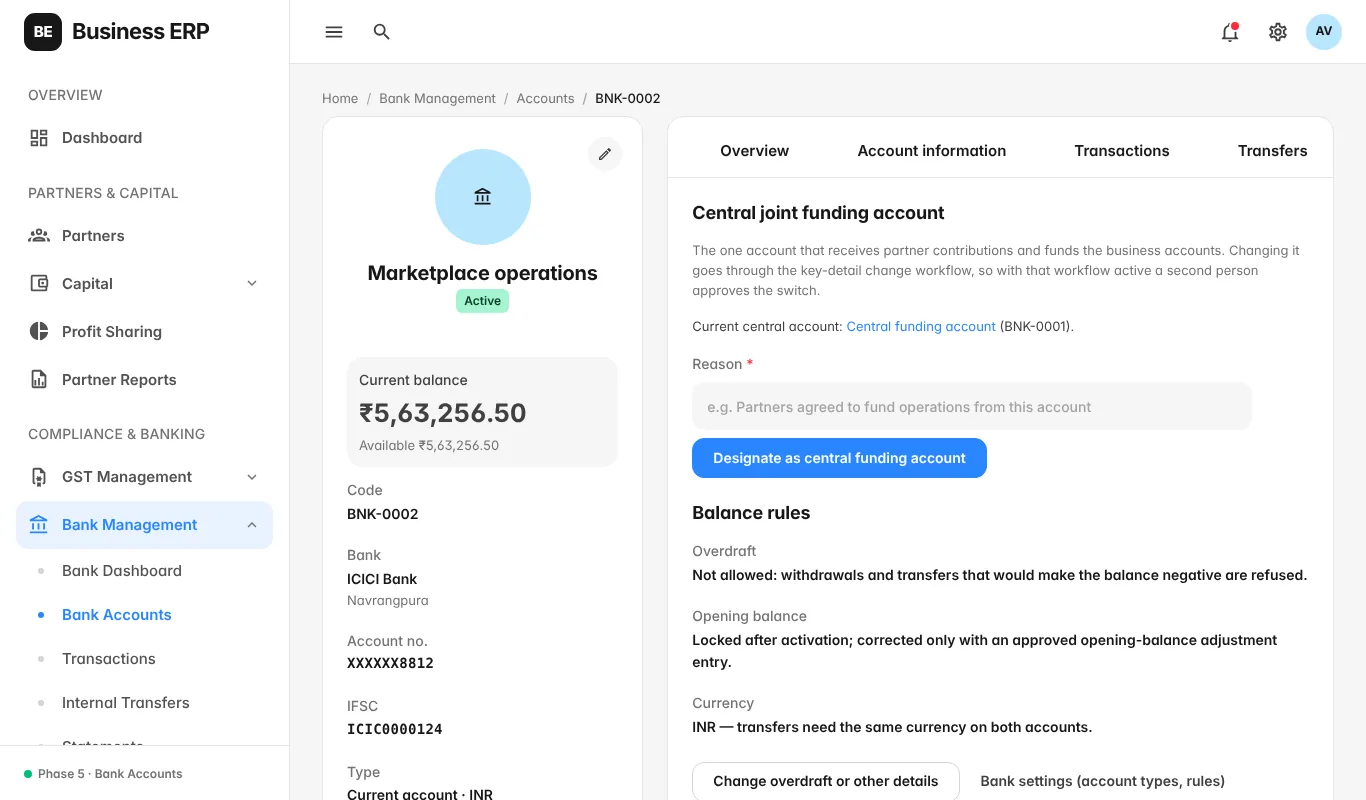 BE Business ERP
OVERVIEW
Dashboard
PARTNERS & CAPITAL
Partners
Capital
Profit Sharing
Partner Reports
COMPLIANCE & BANKING
GST Management
Bank Management
Bank Dashboard
Bank Accounts
Transactions
Internal Transfers
Statements
Phase 5 · Bank Accounts
AV
Home / Bank Management / Accounts / BNK-0002
Marketplace operations
Active
Current balance
₹5,63,256.50
Available ₹5,63,256.50
Code
BNK-0002
Bank
ICICI Bank
Navrangpura
Account no.
XXXXXX8812
IFSC
ICIC0000124
Type
Current account · INR
Overview Account information Transactions Transfers
Central joint funding account
The one account that receives partner contributions and funds the business accounts. Changing it
goes through the key-detail change workflow, so with that workflow active a second person
approves the switch.
Current central account: Central funding account (BNK-0001).
Reason *
e.g. Partners agreed to fund operations from this account
Designate as central funding account
Balance rules
Overdraft
Not allowed: withdrawals and transfers that would make the balance negative are refused.
Opening balance
Locked after activation; corrected only with an approved opening-balance adjustment
entry.
Currency
INR — transfers need the same currency on both accounts.
Change overdraft or other details Bank settings (account types, rules)